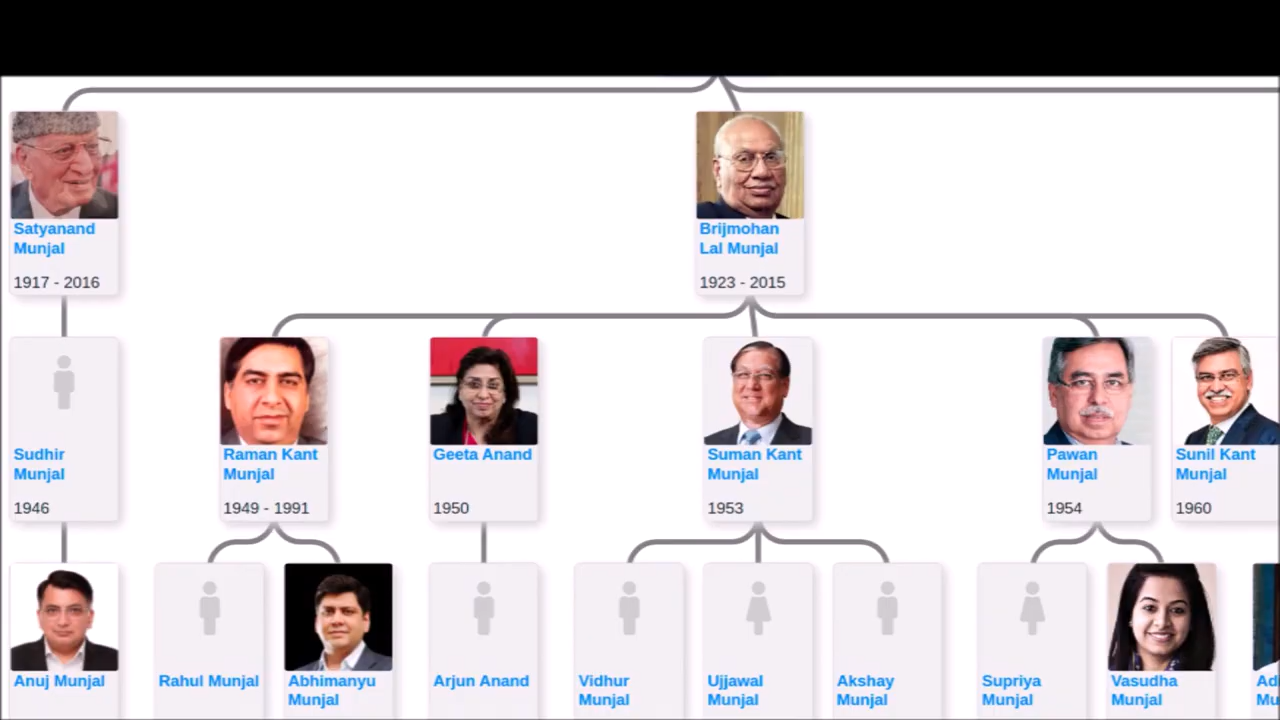 Satyanand
Munjal
1917 - 2016
Brijmohan
Lal Munjal
1923 - 2015
Sudhir
Munjal
1946
Raman Kant
Munjal
1949 - 1991
Geeta Anand
1950
Suman Kant
Munjal
1953
Pawan
Munjal
1954
Sunil Kant
Munjal
1960
Anuj Munjal
Rahul Munjal
Abhimanyu
Munjal
Arjun Anand
Vidhur
Munjal
Ujjawal
Munjal
Akshay
Munjal
Supriya
Munjal
Vasudha
Munjal